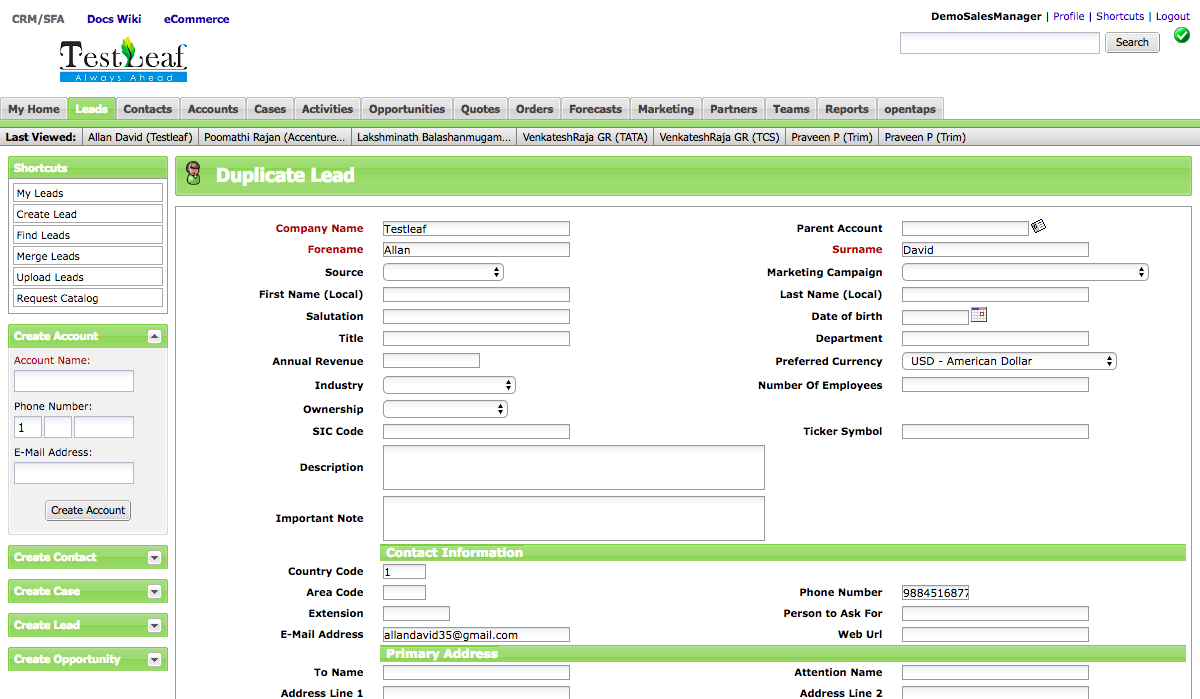 CRM/SFA Docs Wiki eCommerce
DemoSalesManager | Profile | Shortcuts | Logout
TestLeaf
Always Ahead
Search
My Home Leads Contacts Accounts Cases Activities Opportunities Quotes Orders Forecasts Marketing Partners Teams Reports opentaps
Last Viewed: Allan David (Testleaf) Poomathi Rajan (Accenture... Lakshminath Balashanmugam... VenkateshRaja GR (TATA) VenkateshRaja GR (TCS) Praveen P (Trim) Praveen P (Trim)
Shortcuts
My Leads
Create Lead
Find Leads
Merge Leads
Upload Leads
Request Catalog
Create Account
Account Name:
Phone Number:
1
E-Mail Address:
Create Account
Create Contact
Create Case
Create Lead
Create Opportunity
Duplicate Lead
Company Name Testleaf Parent Account
Forename Allan Surname David
Source Marketing Campaign
First Name (Local) Last Name (Local)
Salutation Date of birth
Title Department
Annual Revenue Preferred Currency USD - American Dollar
Industry Number Of Employees
Ownership
SIC Code Ticker Symbol
Description
Important Note
Contact Information
Country Code 1
Area Code Phone Number 9884516877
Extension Person to Ask For
E-Mail Address allandavid35@gmail.com Web Url
Primary Address
To Name Attention Name
Address Line 1 Address Line 2